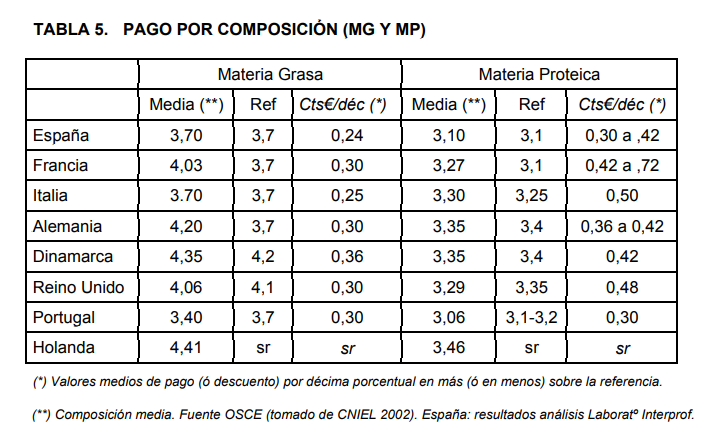 TABLA 5. PAGO POR COMPOSICIÓN (MG Y MP)
Materia Grasa Materia Proteica
Media (**) Ref Cts€/déc (*) Media (**) Ref Cts€/déc (*)
España 3,70 3,7 0,24 3,10 3,1 0,30 a ,42
Francia 4,03 3,7 0,30 3,27 3,1 0,42 a ,72
Italia 3.70 3,7 0,25 3,30 3,25 0,50
Alemania 4,20 3,7 0,30 3,35 3,4 0,36 a 0,42
Dinamarca 4,35 4,2 0,36 3,35 3,4 0,42
Reino Unido 4,06 4,1 0,30 3,29 3,35 0,48
Portugal 3,40 3,7 0,30 3,06 3,1-3,2 0,30
Holanda 4,41 sr sr 3,46 sr sr
(*) Valores medios de pago (ó descuento) por décima porcentual en más (ó en menos) sobre la referencia.
(**) Composición media. Fuente OSCE (tomado de CNIEL 2002). España: resultados análisis Laboratº Interprof.